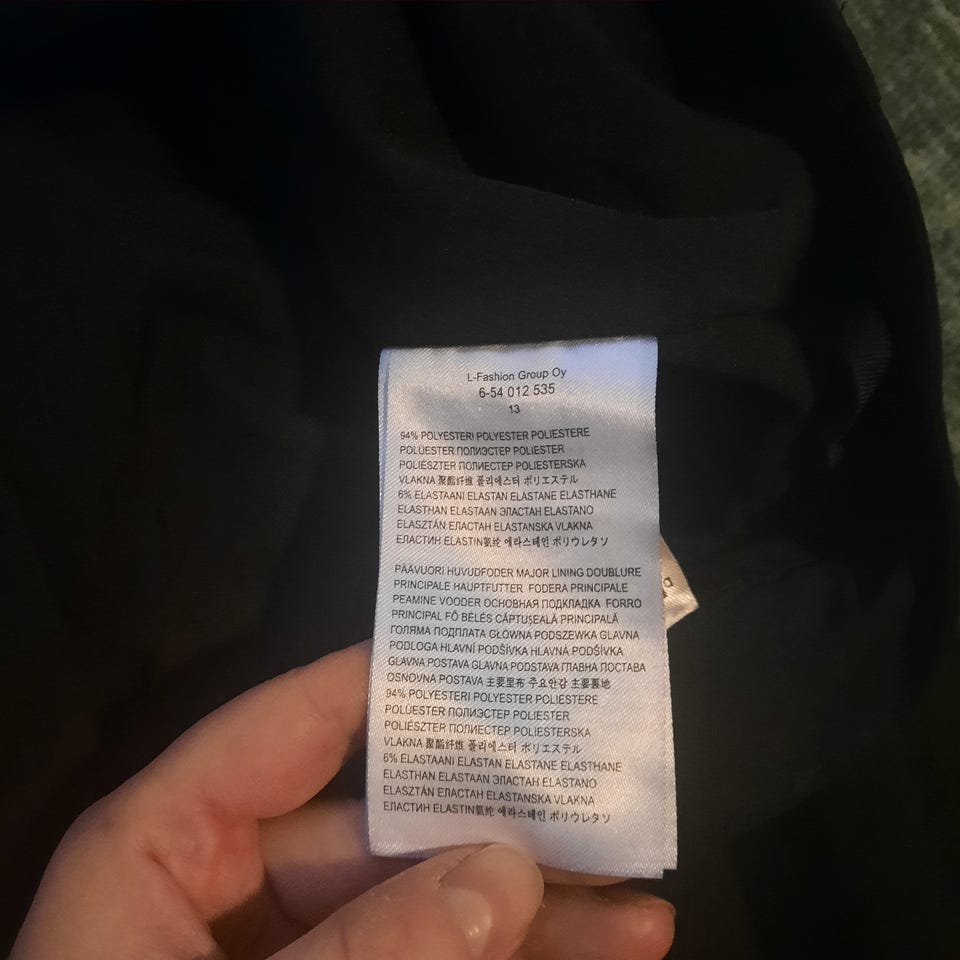 L-Fashion Group Oy
6-54 012 535
13
94% POLYESTERI POLYESTER POLIESTERE
POLÜESTER ПОЛИЭСТЕР POLIESTER
POLIÉSZTER ПОЛИЕСТЕР POLIESTERSKA
VLAKNA 聚酯纤维 폴리에스터 ポリエステル
6% ELASTAANI ELASTAN ELASTANE ELASTHANE
ELASTHAN ELASTAAN ЭЛАСТАН ELASTANO
ELASZTÁN ЕЛАСТАН ELASTANSKA VLAKNA
ЕЛАСТИН ELASTIN氨纶 에라스테인 ポリウレタン
PÄÄVUORI HUVUDFODER MAJOR LINING DOUBLURE
PRINCIPALE HAUPTFUTTER FODERA PRINCIPALE
PEAMINE VOODER ОСНОВНАЯ ПОДКЛАДКА FORRO
PRINCIPAL FŐ BÉLÉS CĂPTUŞEALĂ PRINCIPALĂ
ГОЛЯМА ПОДПЛАТА GŁÓWNA PODSZEWKA GLAVNA
PODLOGA HLAVNÍ PODŠÍVKA HLAVNÁ PODŠÍVKA
GLAVNA POSTAVA GLAVNA PODSTAVA ГЛАВНА ПОСТАВА
OSNOVNA POSTAVA 主要里布 주요안감 主要裏地
94% POLYESTERI POLYESTER POLIESTERE
POLÜESTER ПОЛИЭСТЕР POLIESTER
POLIÉSZTER ПОЛИЕСТЕР POLIESTERSKA
VLAKNA 聚酯纤维 폴리에스터 ポリエステル
6% ELASTAANI ELASTAN ELASTANE ELASTHANE
ELASTHAN ELASTAAN ЭЛАСТАН ELASTANO
ELASZTÁN ЕЛАСТАН ELASTANSKA VLAKNA
ЕЛАСТИН ELASTIN氨纶 에라스테인 ポリウレタン